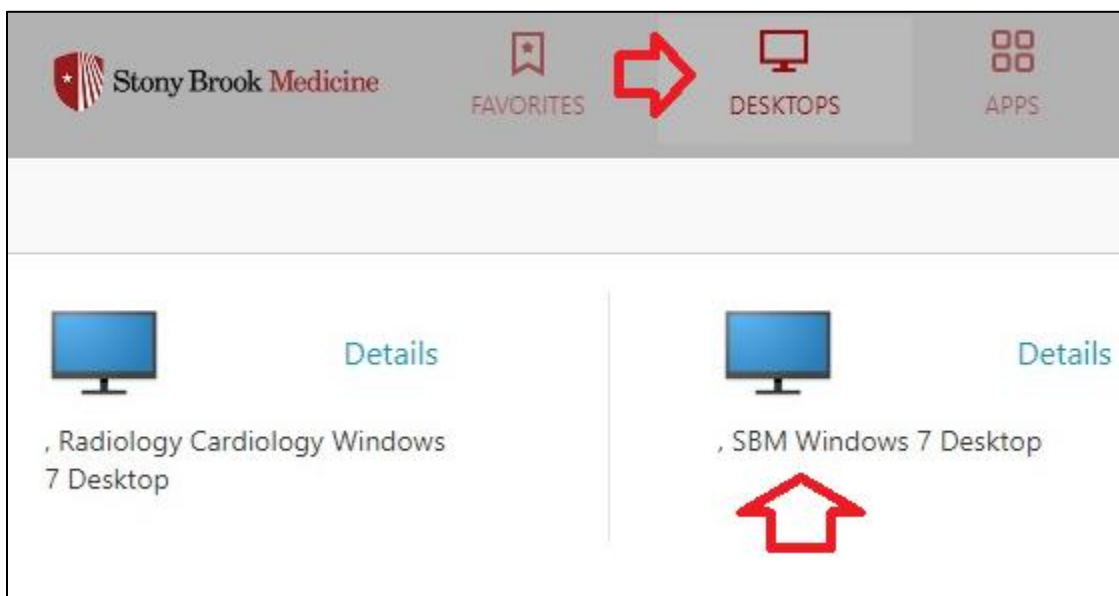 Stony Brook Medicine
FAVORITES
DESKTOPS
APPS
Details
Details
, Radiology Cardiology Windows
7 Desktop
, SBM Windows 7 Desktop